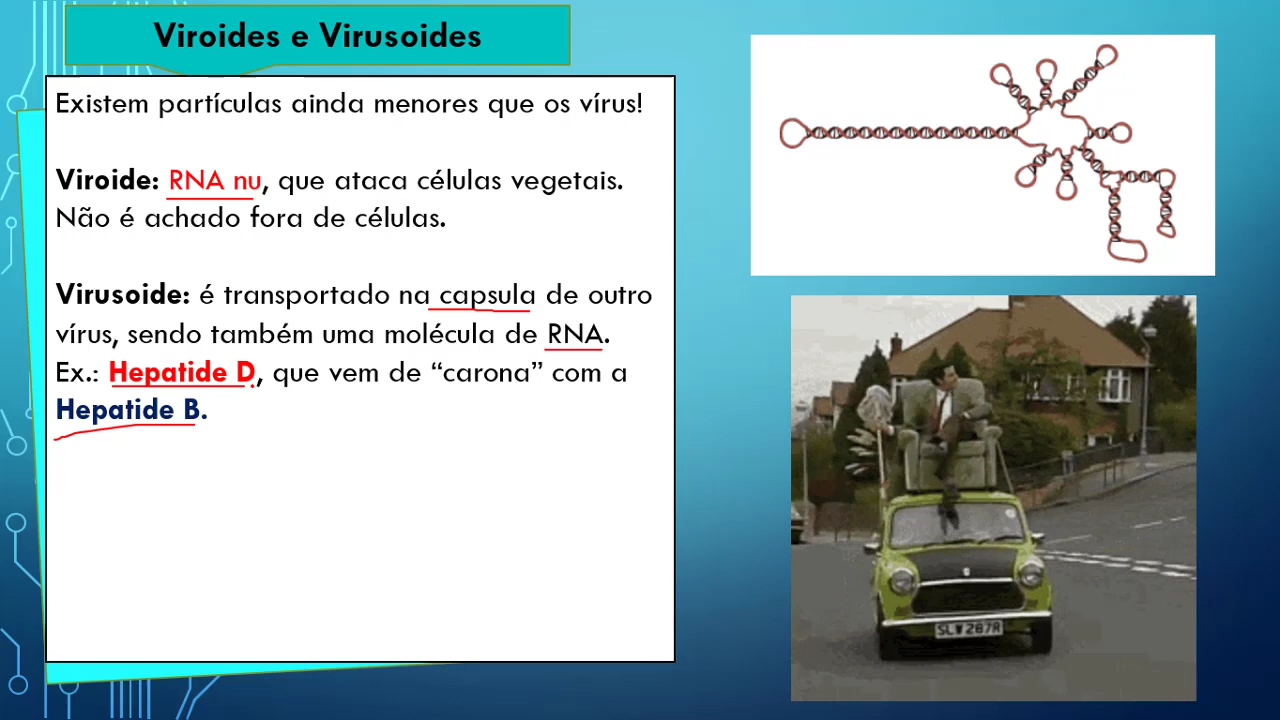 Viroides e Virusoides
Existem partículas ainda menores que os vírus!
Viroide: RNA nu, que ataca células vegetais.
Não é achado fora de células.
Virusoide: é transportado na capsula de outro
vírus, sendo também uma molécula de RNA.
Ex.: Hepatide D, que vem de “carona” com a
Hepatide B.
SLW 287R